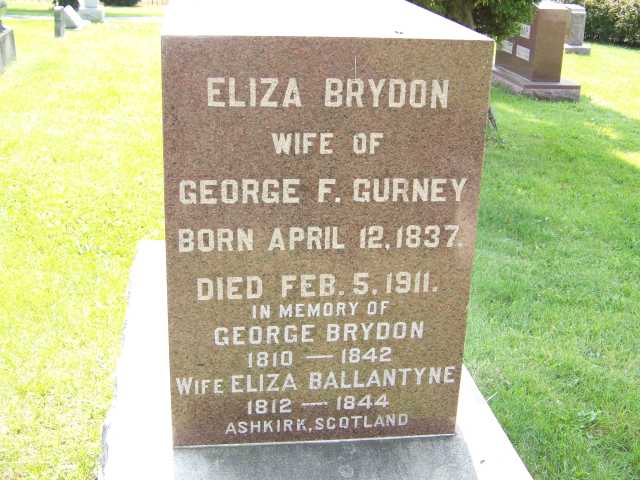 ELIZA BRYDON
WIFE OF
GEORGE F. GURNEY
BORN APRIL 12, 1837.
DIED FEB. 5, 1911.
IN MEMORY OF
GEORGE BRYDON
1810 — 1842
WIFE ELIZA BALLANTYNE
1812 — 1844
ASHKIRK, SCOTLAND